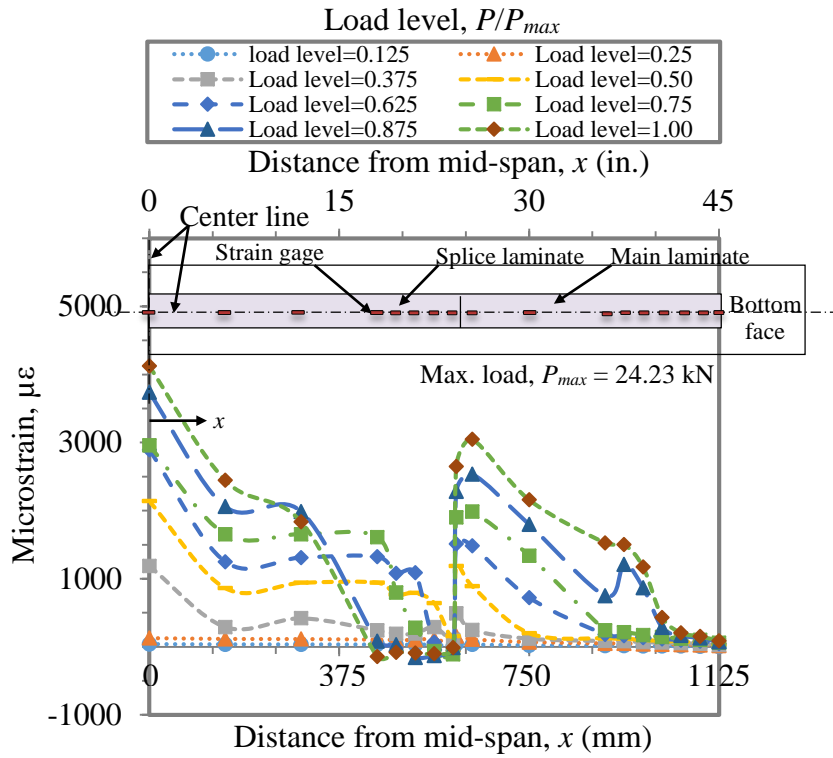 Load level, P/Pmax
load level=0.125
Load level=0.25
Load level=0.375
Load level=0.50
Load level=0.625
Load level=0.75
Load level=0.875
Load level=1.00
Distance from mid-span, x (in.)
0 15 30 45
Center line
Strain gage
Splice laminate
Main laminate
Bottom
face
Max. load, Pmax = 24.23 kN
x
Microstrain, µε
5000
3000
1000
-1000
0 375 750 1125
Distance from mid-span, x (mm)